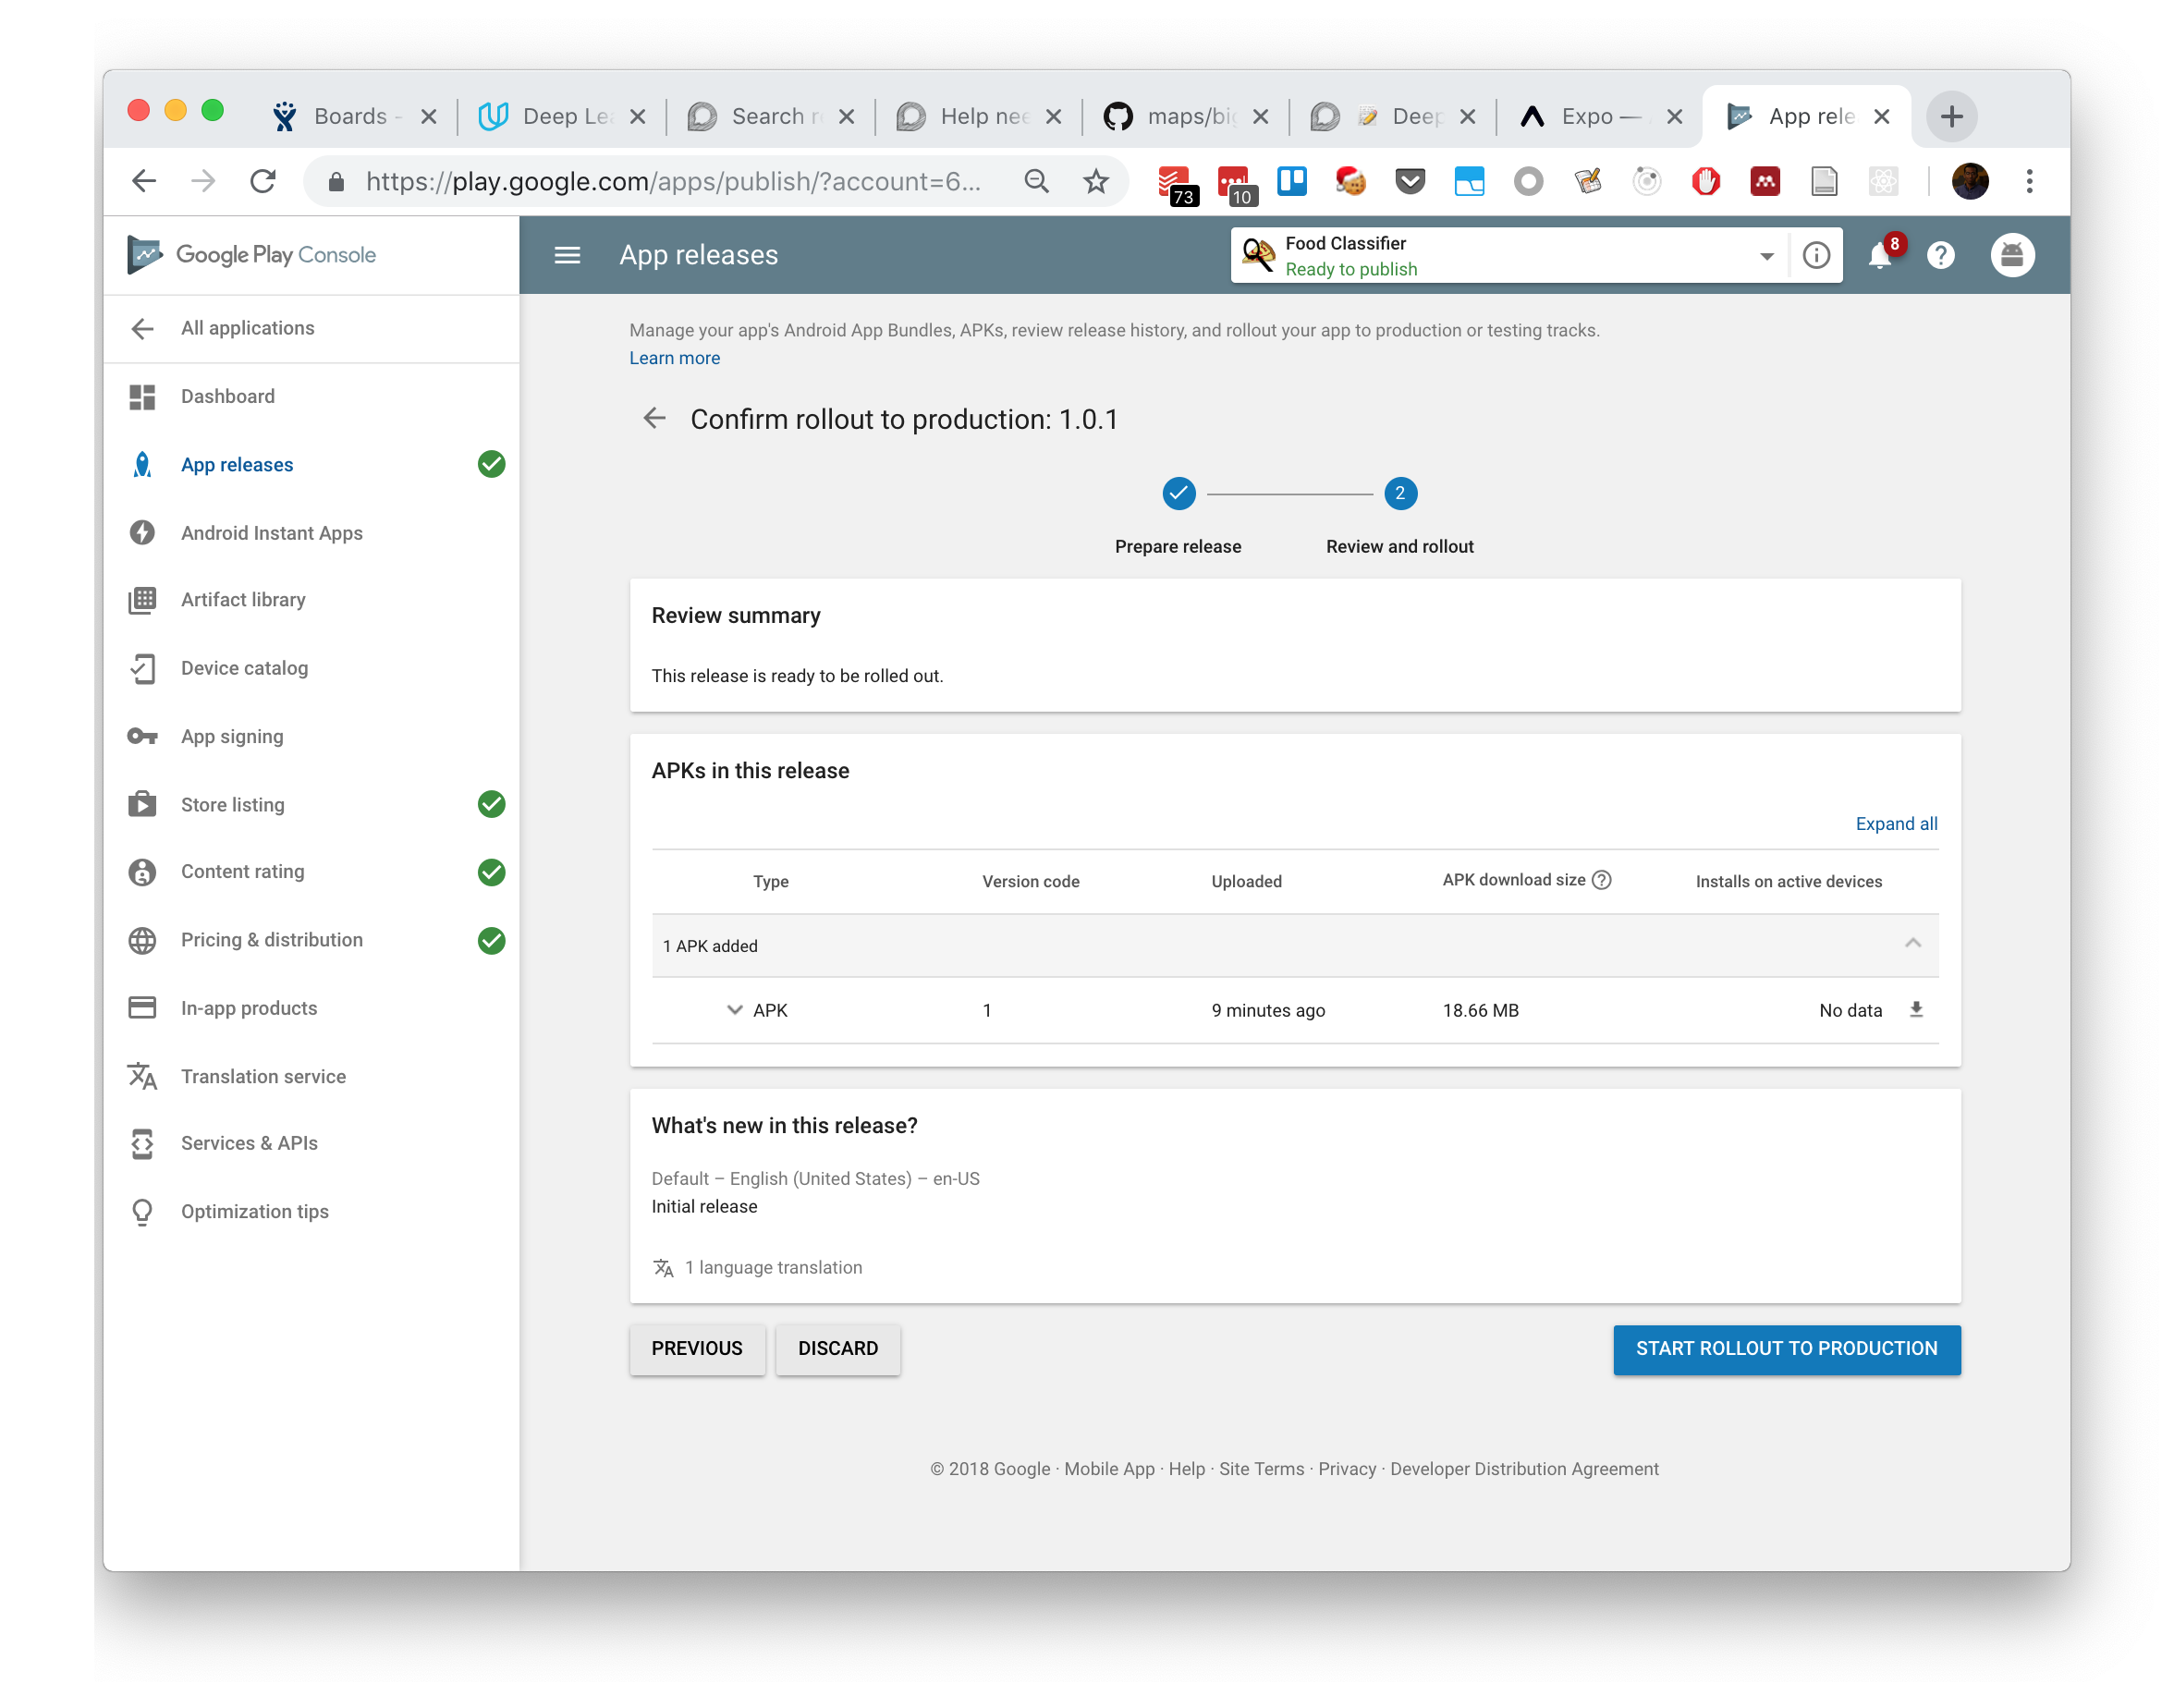 Boards -
Deep Le
Search r
Help nee
maps/bi
Deep
Expo —
App rele
https://play.google.com/apps/publish/?account=6...
73
10
Google Play Console
App releases
Food Classifier
Ready to publish
8
All applications
Dashboard
App releases
Android Instant Apps
Artifact library
Device catalog
App signing
Store listing
Content rating
Pricing & distribution
In-app products
Translation service
Services & APIs
Optimization tips
Manage your app's Android App Bundles, APKs, review release history, and rollout your app to production or testing tracks.
Learn more
Confirm rollout to production: 1.0.1
2
Prepare release
Review and rollout
Review summary
This release is ready to be rolled out.
APKs in this release
Expand all
Type Version code Uploaded APK download size Installs on active devices
1 APK added
APK 1 9 minutes ago 18.66 MB No data
What's new in this release?
Default – English (United States) – en-US
Initial release
1 language translation
PREVIOUS DISCARD START ROLLOUT TO PRODUCTION
© 2018 Google · Mobile App · Help · Site Terms · Privacy · Developer Distribution Agreement